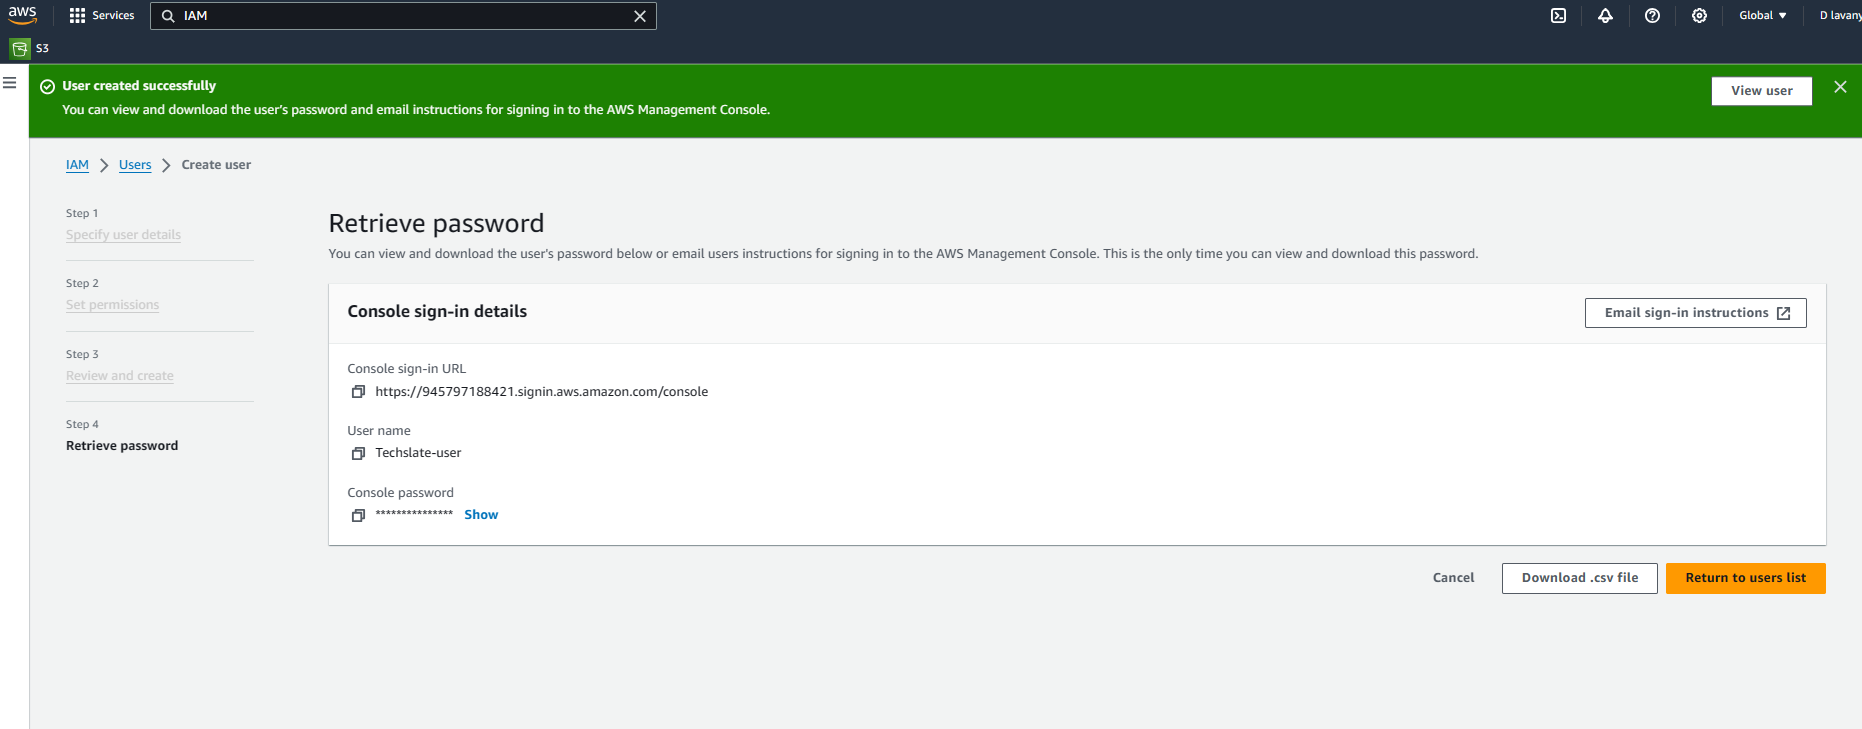 aws
Services
IAM
Global
D lavany
S3
User created successfully
You can view and download the user's password and email instructions for signing in to the AWS Management Console.
View user
IAM
Users
Create user
Step 1
Specify user details
Step 2
Set permissions
Step 3
Review and create
Step 4
Retrieve password
Retrieve password
You can view and download the user's password below or email users instructions for signing in to the AWS Management Console. This is the only time you can view and download this password.
Console sign-in details
Email sign-in instructions
Console sign-in URL
https://945797188421.signin.aws.amazon.com/console
User name
Techslate-user
Console password
*************** Show
Cancel
Download .csv file
Return to users list